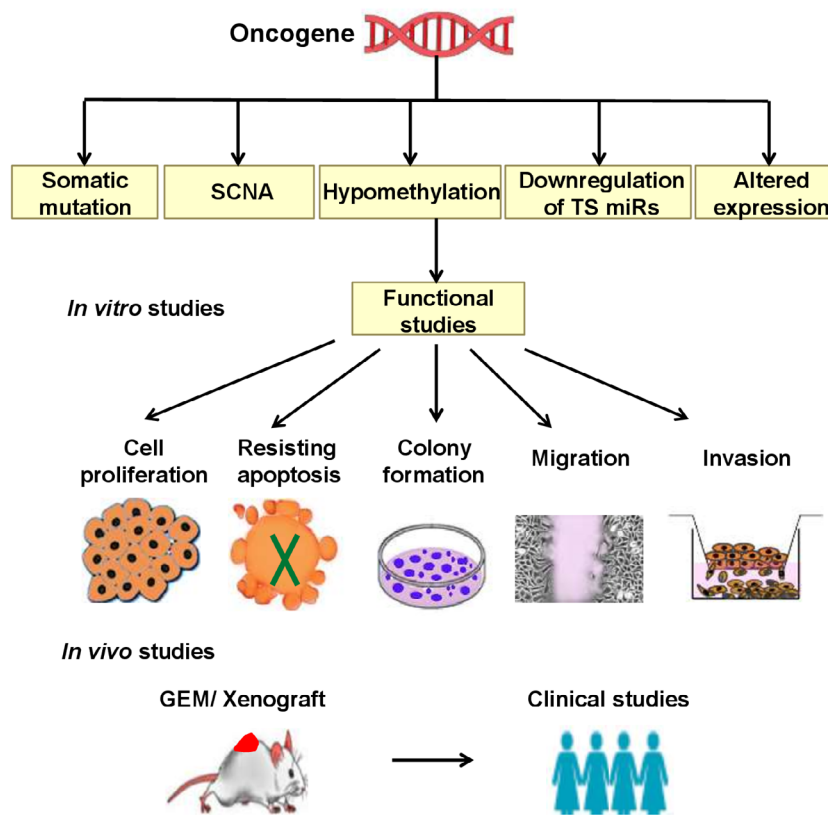 Oncogene
Somatic
mutation
SCNA
Hypomethylation
Downregulation
of TS miRs
Altered
expression
In vitro studies
Functional
studies
Cell
proliferation
Resisting
apoptosis
Colony
formation
Migration
Invasion
In vivo studies
GEM/ Xenograft
Clinical studies